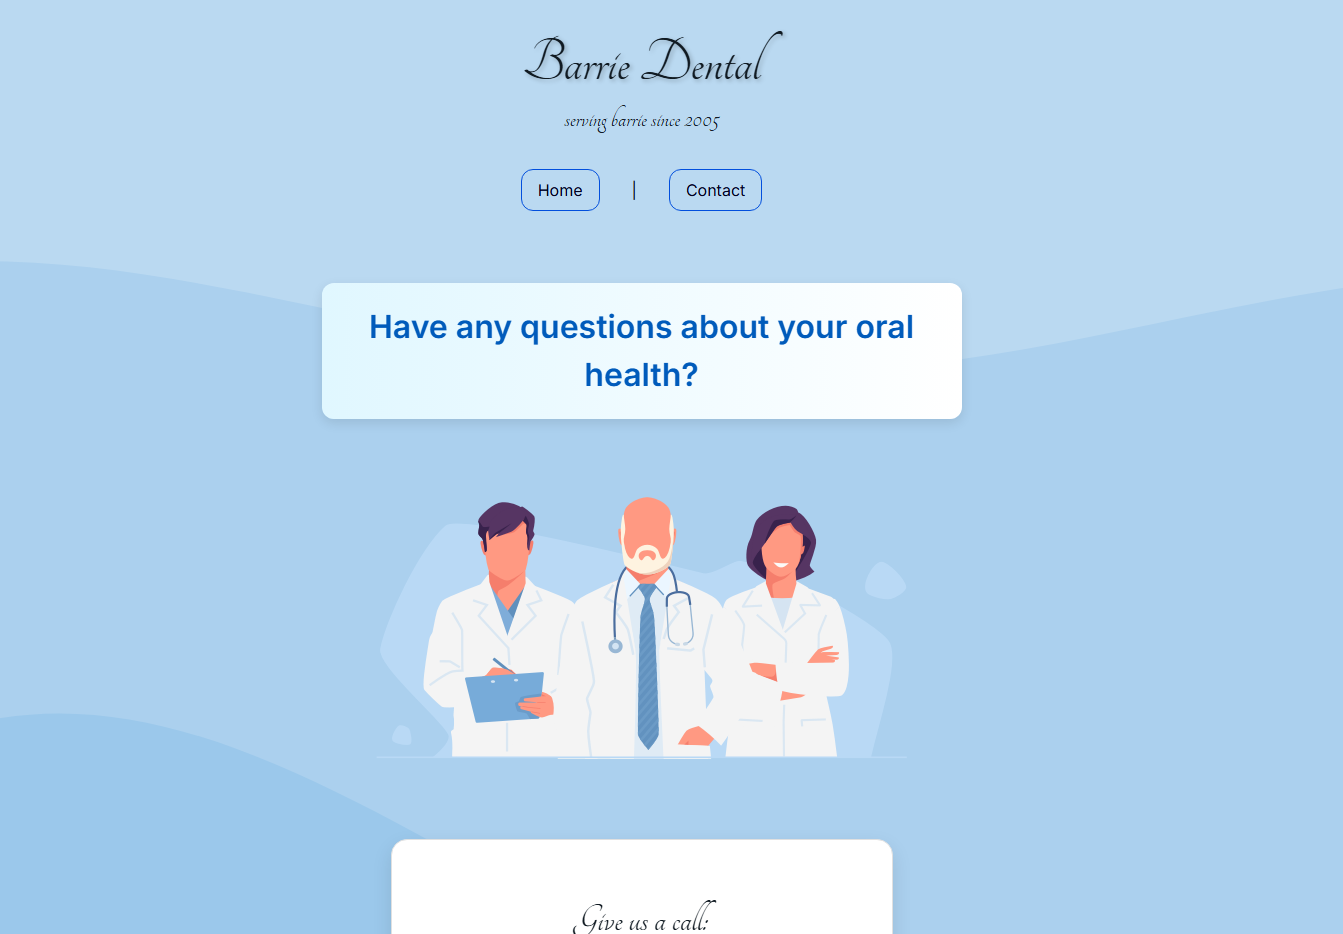 Barrie Dental
serving barrie since 2005
Home | Contact
Have any questions about your oral
health?
Give us a call: